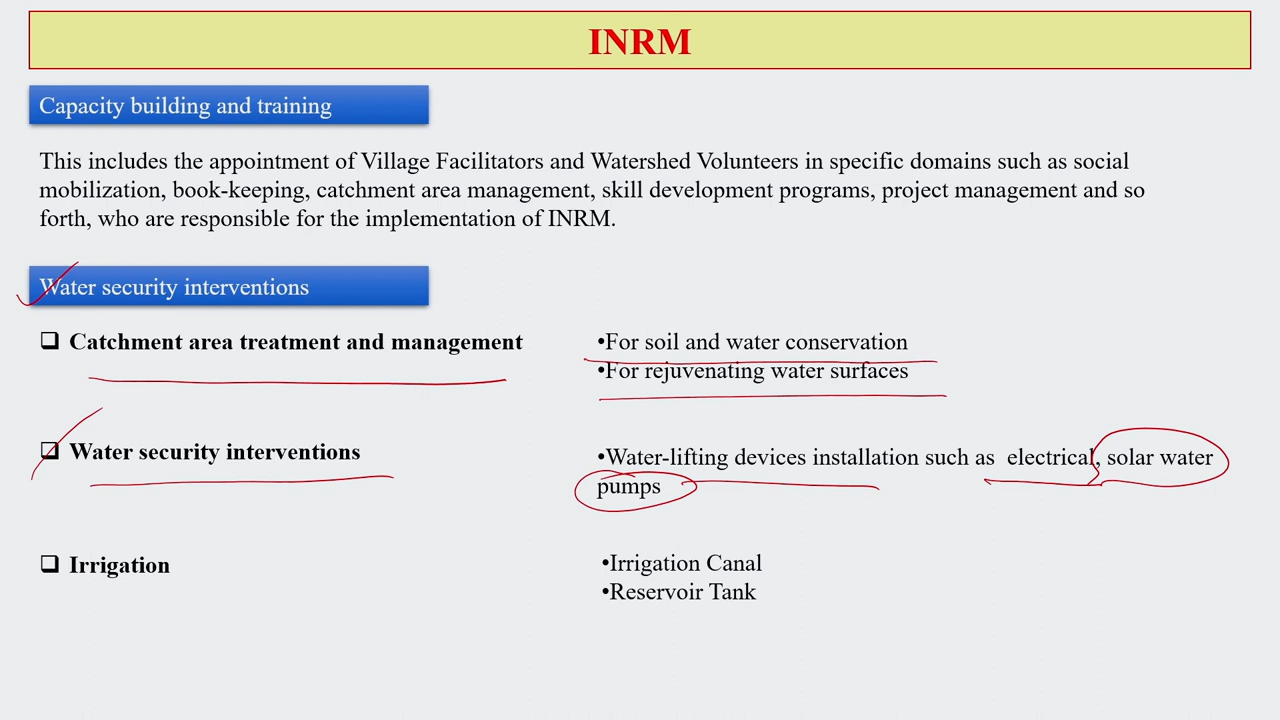 INRM
Capacity building and training
This includes the appointment of Village Facilitators and Watershed Volunteers in specific domains such as social
mobilization, book-keeping, catchment area management, skill development programs, project management and so
forth, who are responsible for the implementation of INRM.
Water security interventions
❑ Catchment area treatment and management
•For soil and water conservation
•For rejuvenating water surfaces
❑ Water security interventions
•Water-lifting devices installation such as electrical, solar water
pumps
❑ Irrigation
•Irrigation Canal
•Reservoir Tank